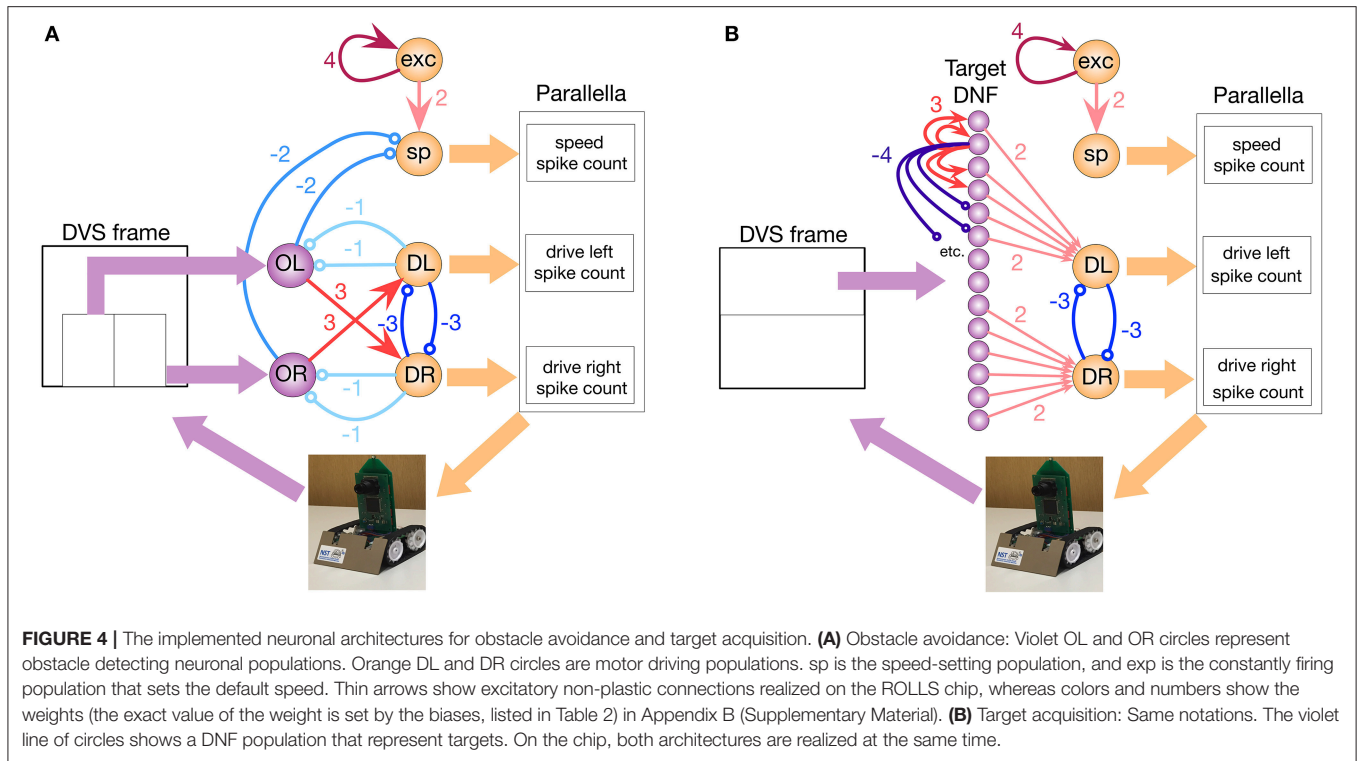 A
exc
4
2
Parallella
sp
speed
spike count
-2
-2
-1
-1
DVS frame
OL
DL
drive left
spike count
3
3
-3
-3
OR
DR
drive right
spike count
-1
-1
NST
B
Target
DNF
exc
4
2
Parallella
3
sp
speed
spike count
-4
2
DVS frame
etc.
2
DL
drive left
spike count
-3
-3
2
DR
drive right
spike count
2
NST
FIGURE 4 | The implemented neuronal architectures for obstacle avoidance and target acquisition. (A) Obstacle avoidance: Violet OL and OR circles represent
obstacle detecting neuronal populations. Orange DL and DR circles are motor driving populations. sp is the speed-setting population, and exp is the constantly firing
population that sets the default speed. Thin arrows show excitatory non-plastic connections realized on the ROLLS chip, whereas colors and numbers show the
weights (the exact value of the weight is set by the biases, listed in Table 2) in Appendix B (Supplementary Material). (B) Target acquisition: Same notations. The violet
line of circles shows a DNF population that represent targets. On the chip, both architectures are realized at the same time.